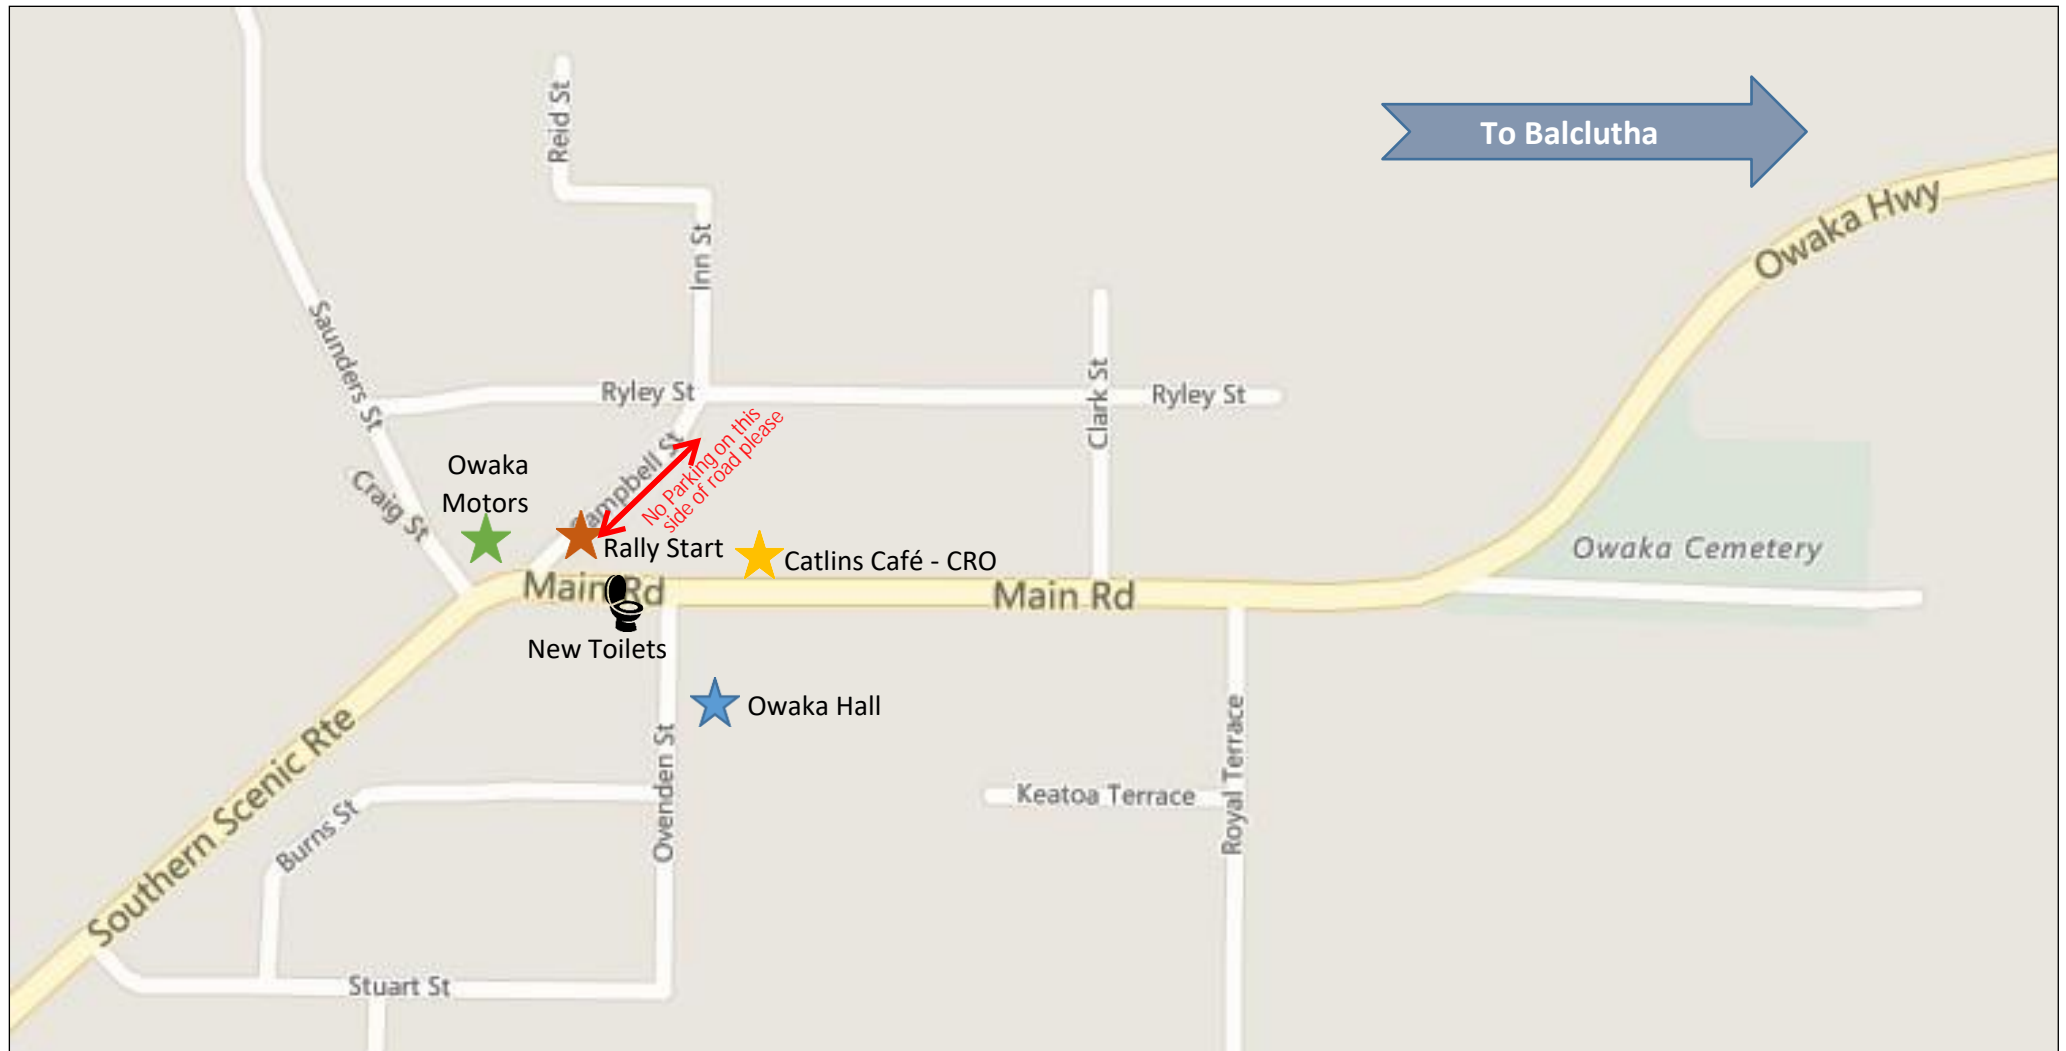 To Balclutha
Reid St
Owaka Hwy
Inn St
Saunders St
Ryley St
Clark St
Ryley St
Campbell St
No Parking on this
side of road please
Owaka
Motors
Craig St
Rally Start
Catlins Café - CRO
Owaka Cemetery
Main Rd
Main Rd
New Toilets
Owaka Hall
Southern Scenic Rte
Ovenden St
Royal Terrace
Keatoa Terrace
Burns St
Stuart St